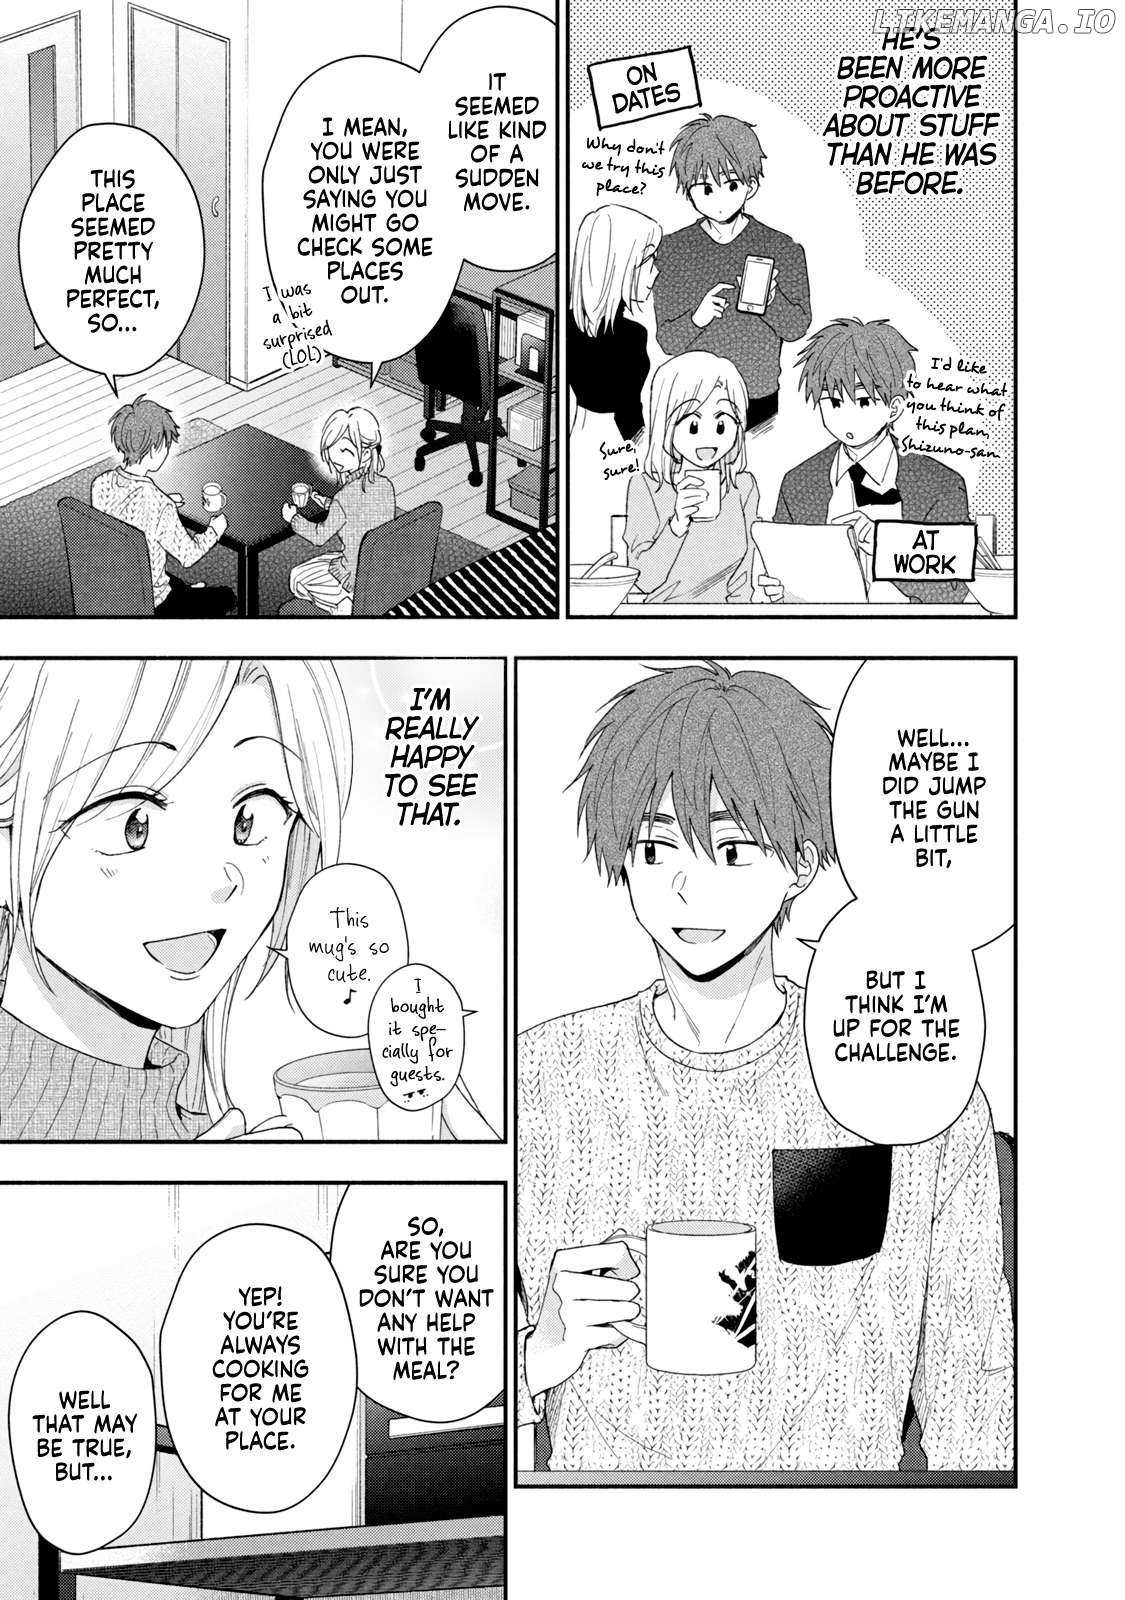 LIKEMANGA.IO
HE'S
BEEN MORE
PROACTIVE
ABOUT STUFF
THAN HE WAS
BEFORE.
ON
DATES
Why don't
we try this
place?
I'd like
to hear what
you think of
this plan,
Shizuno-san.
Sure,
sure!
AT
WORK
IT
SEEMED
LIKE KIND
OF A
SUDDEN
MOVE.
I MEAN,
YOU WERE
ONLY JUST
SAYING YOU
MIGHT GO
CHECK SOME
PLACES
OUT.
I was
a bit
surprised
(LOL)
THIS
PLACE
SEEMED
PRETTY
MUCH
PERFECT,
SO...
WELL...
MAYBE I
DID JUMP
THE GUN
A LITTLE
BIT,
BUT I
THINK I'M
UP FOR THE
CHALLENGE.
I'M
REALLY
HAPPY
TO SEE
THAT.
This
mug's so
cute.
♪
I
bought
it spe-
cially for
guests.
SO,
ARE YOU
SURE YOU
DON'T WANT
ANY HELP
WITH THE
MEAL?
YEP!
YOU'RE
ALWAYS
COOKING
FOR ME
AT YOUR
PLACE.
WELL
THAT MAY
BE TRUE,
BUT...